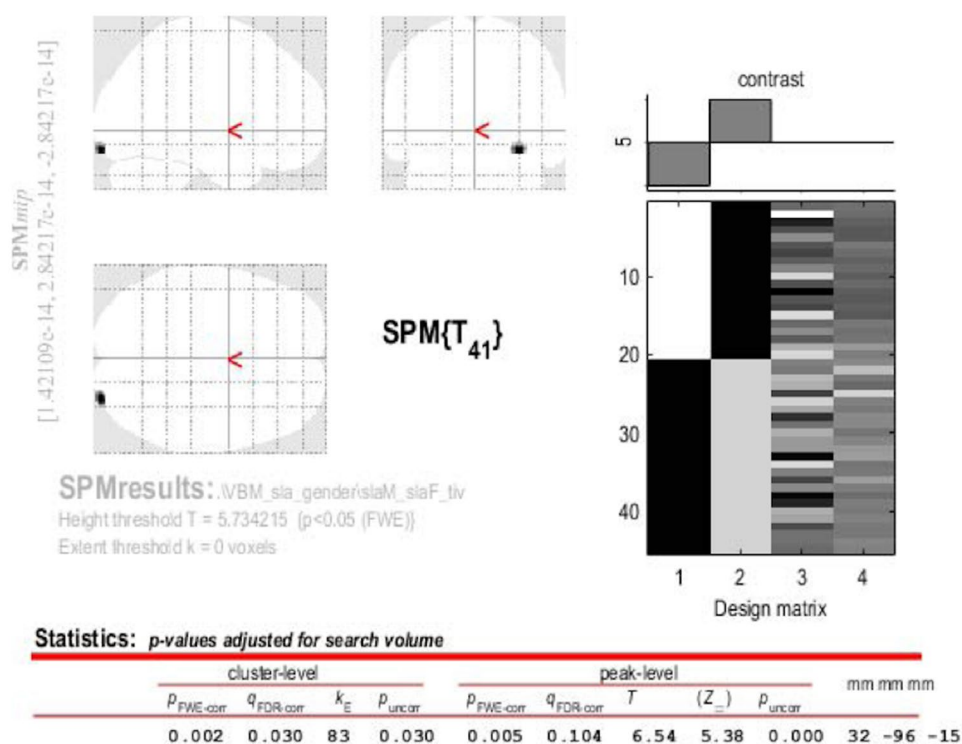 SPMmip
[1.42109e-14, 2.84217e-14, -2.84217e-14]
contrast
5
SPM{T41}
10
20
30
40
1 2 3 4
Design matrix
SPMresults: .\VBM_sla_gender\slaM_slaF_tiv
Height threshold T = 5.734215 {p<0.05 (FWE)}
Extent threshold k = 0 voxels
Statistics: p-values adjusted for search volume
cluster-level peak-level mm mm mm
pFWE-corr qFDR-corr kE puncorr pFWE-corr qFDR-corr T (Z≡) puncorr
0.002 0.030 83 0.030 0.005 0.104 6.54 5.38 0.000 32 -96 -15